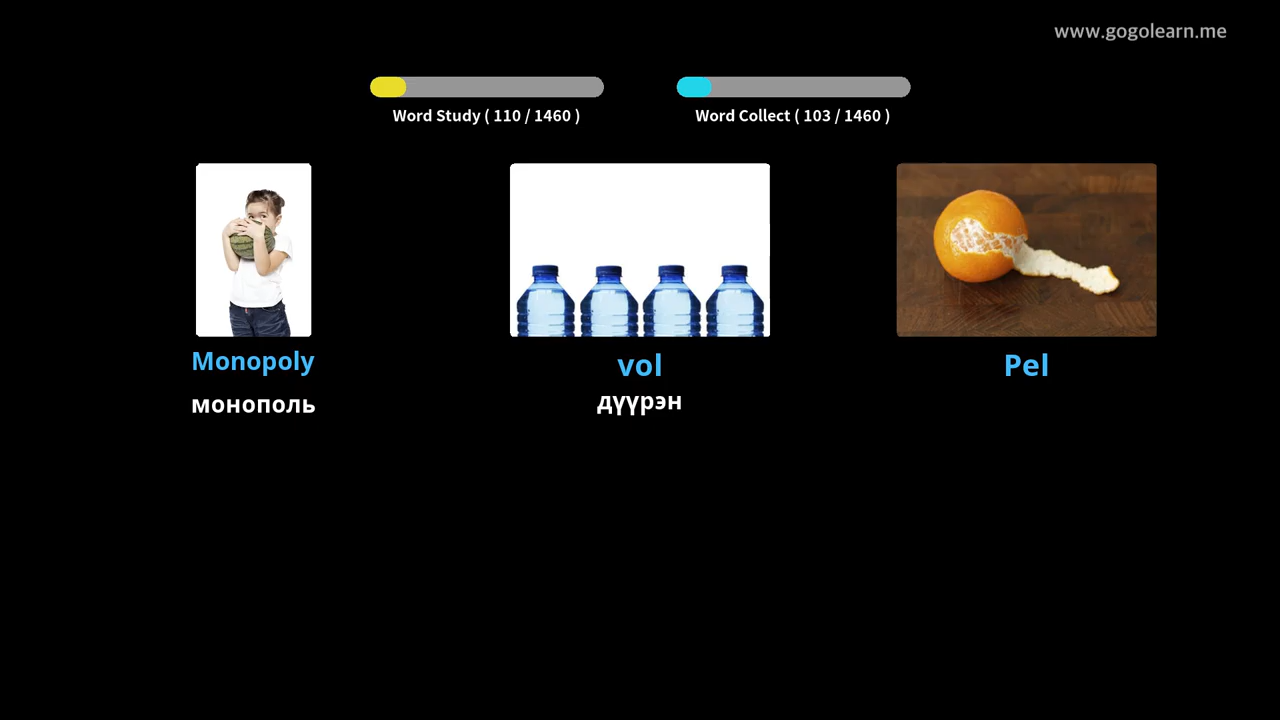 www.gogolearn.me
Word Study ( 110 / 1460 )
Word Collect ( 103 / 1460 )
Monopoly
монополь
vol
дүүрэн
Pel